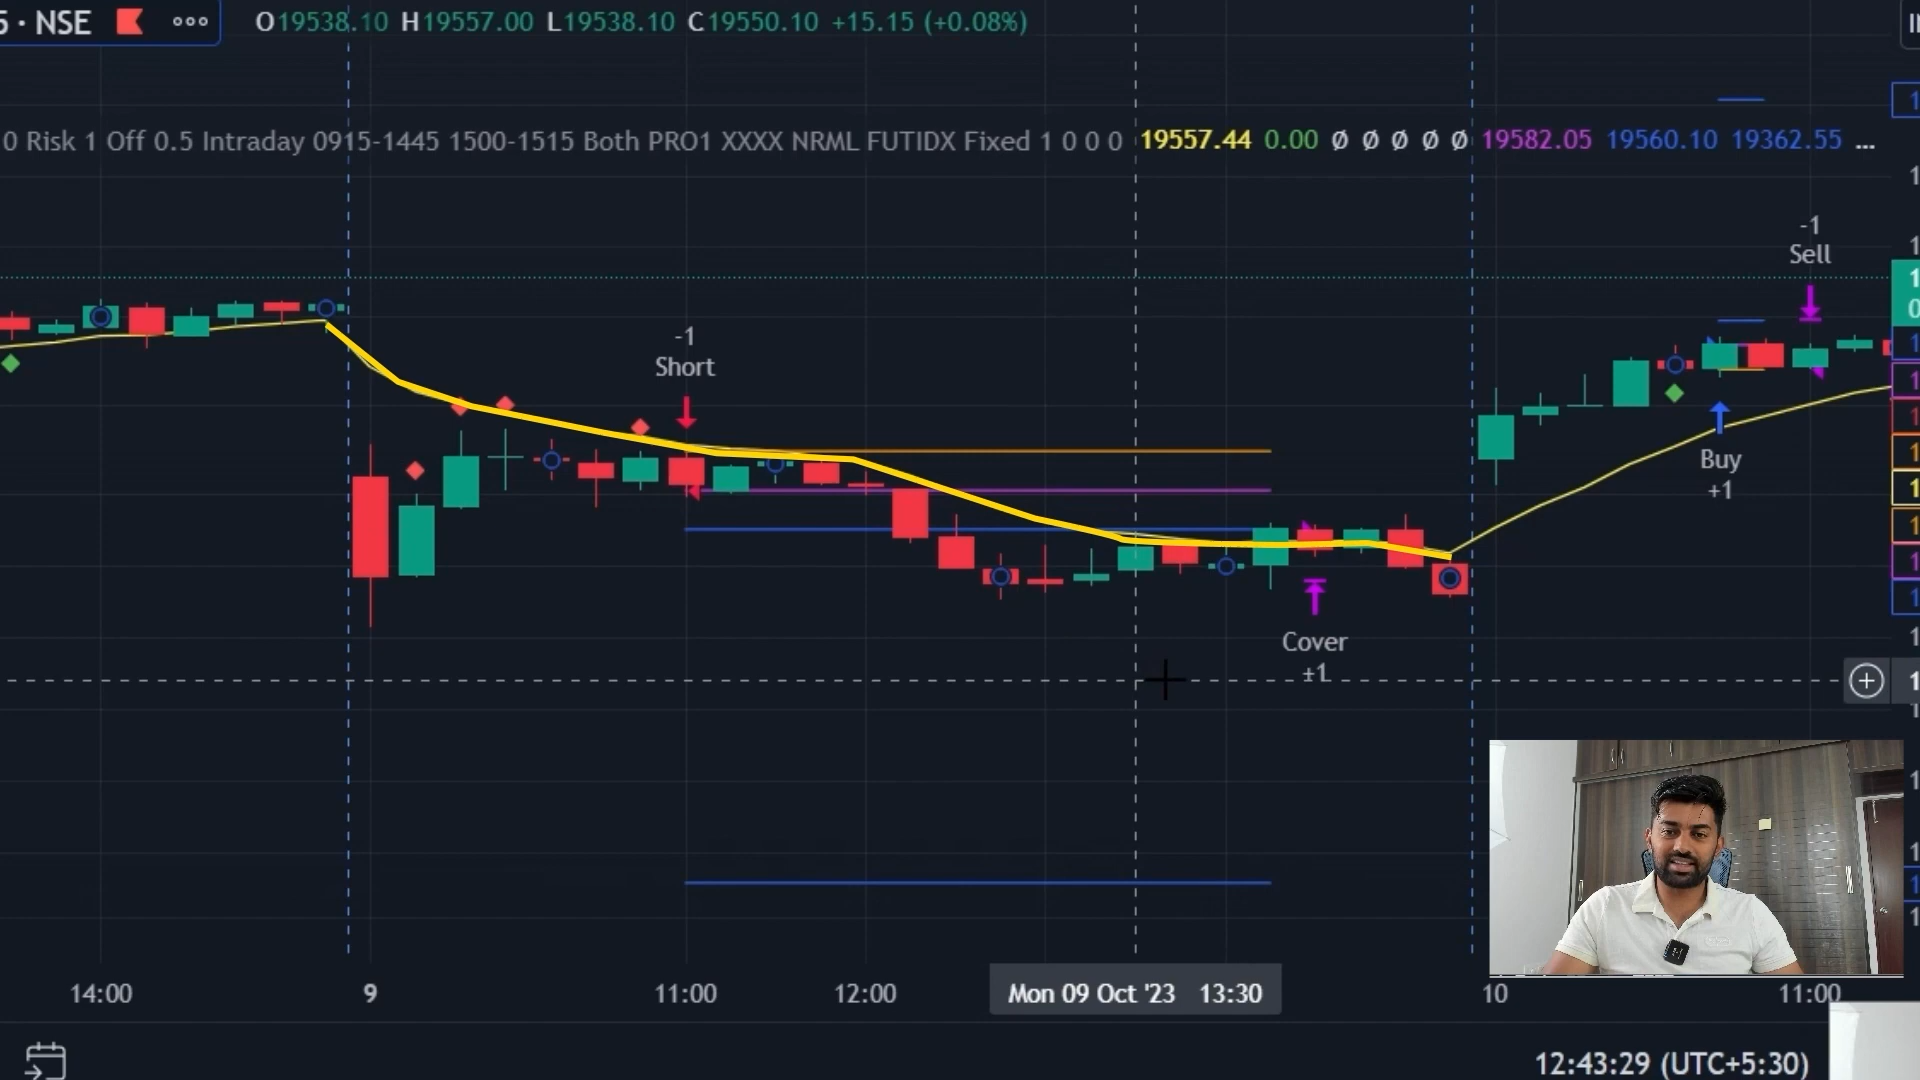 5 · NSE O19538.10 H19557.00 L19538.10 C19550.10 +15.15 (+0.08%)
0 Risk 1 Off 0.5 Intraday 0915-1445 1500-1515 Both PRO1 XXXX NRML FUTIDX Fixed 1 0 0 0 19557.44 0.00 Ø Ø Ø Ø Ø 19582.05 19560.10 19362.55 ...
-1
Sell
-1
Short
Buy
+1
Cover
+1
14:00 9 11:00 12:00 Mon 09 Oct '23 13:30 10 11:00
12:43:29 (UTC+5:30)